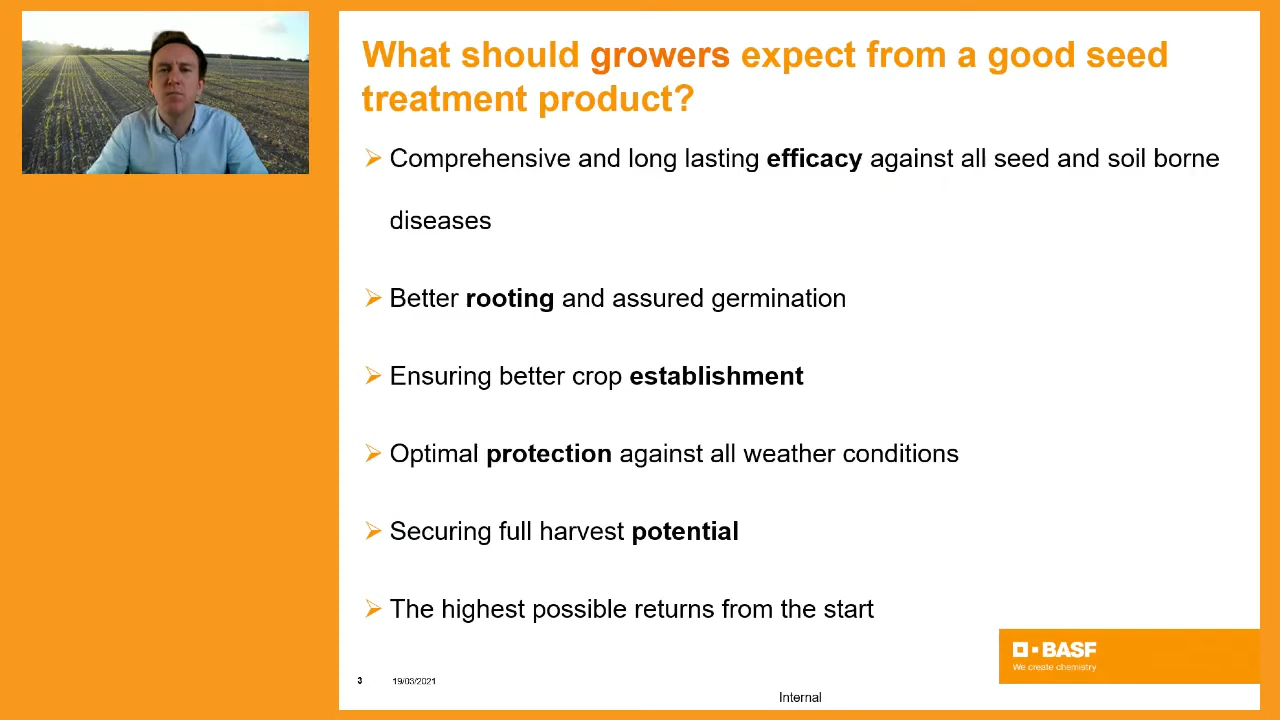 What should growers expect from a good seed
treatment product?
Comprehensive and long lasting efficacy against all seed and soil borne
diseases
Better rooting and assured germination
Ensuring better crop establishment
Optimal protection against all weather conditions
Securing full harvest potential
The highest possible returns from the start
BASF
We create chemistry
3 19/03/2021
Internal